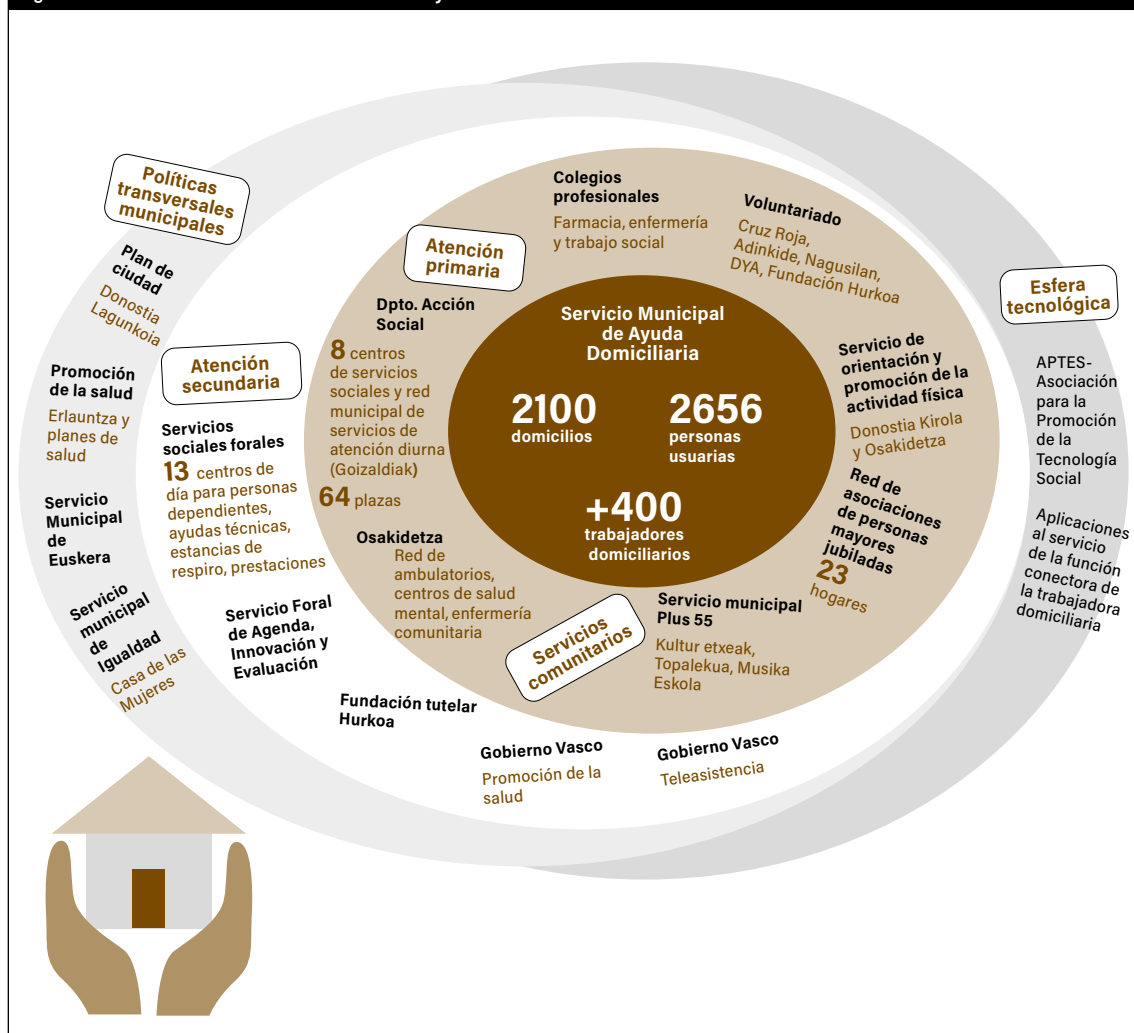 Políticas
transversales
municipales
Plan de
ciudad
Donostia
Lagunkoia
Promoción
de la salud
Erlauntza y
planes de
salud
Servicio
Municipal
de
Euskera
Servicio
municipal
de
Igualdad
Casa de las
Mujeres
Atención
secundaria
Servicios
sociales forales
13 centros de
día para personas
dependientes,
ayudas técnicas,
estancias de
respiro, prestaciones
Servicio Foral
de Agenda,
Innovación y
Evaluación
Fundación tutelar
Hurkoa
Gobierno Vasco
Promoción de la
salud
Gobierno Vasco
Teleasistencia
Atención
primaria
Dpto. Acción
Social
8 centros
de servicios
sociales y red
municipal de
servicios de
atención diurna
(Goizaldiak)
64 plazas
Osakidetza
Red de
ambulatorios,
centros de salud
mental, enfermería
comunitaria
Colegios
profesionales
Farmacia, enfermería
y trabajo social
Voluntariado
Cruz Roja,
Adinkide, Nagusilan,
DYA, Fundación Hurkoa
Servicio de
orientación y
promoción de la
actividad física
Donostia Kirola
y Osakidetza
Red de
asociaciones
de personas
mayores
jubiladas
23
hogares
Servicios
comunitarios
Servicio municipal
Plus 55
Kultur etxeak,
Topalekua, Musika
Eskola
Servicio Municipal
de Ayuda
Domiciliaria
2100
domicilios
2656
personas
usuarias
+400
trabajadores
domiciliarios
Esfera
tecnológica
APTES-
Asociación
para la
Promoción
de la
Tecnología
Social
Aplicaciones
al servicio
de la función
conectora de
la trabajadora
domiciliaria